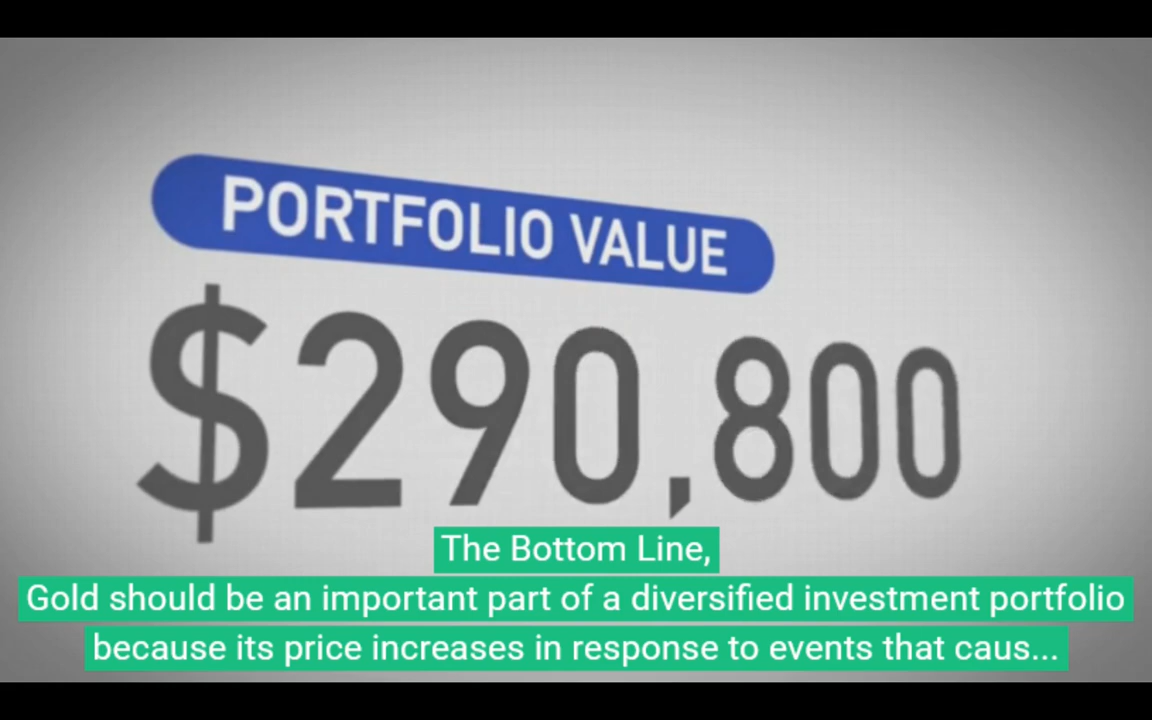 PORTFOLIO VALUE
$290,800
The Bottom Line,
Gold should be an important part of a diversified investment portfolio
because its price increases in response to events that caus...